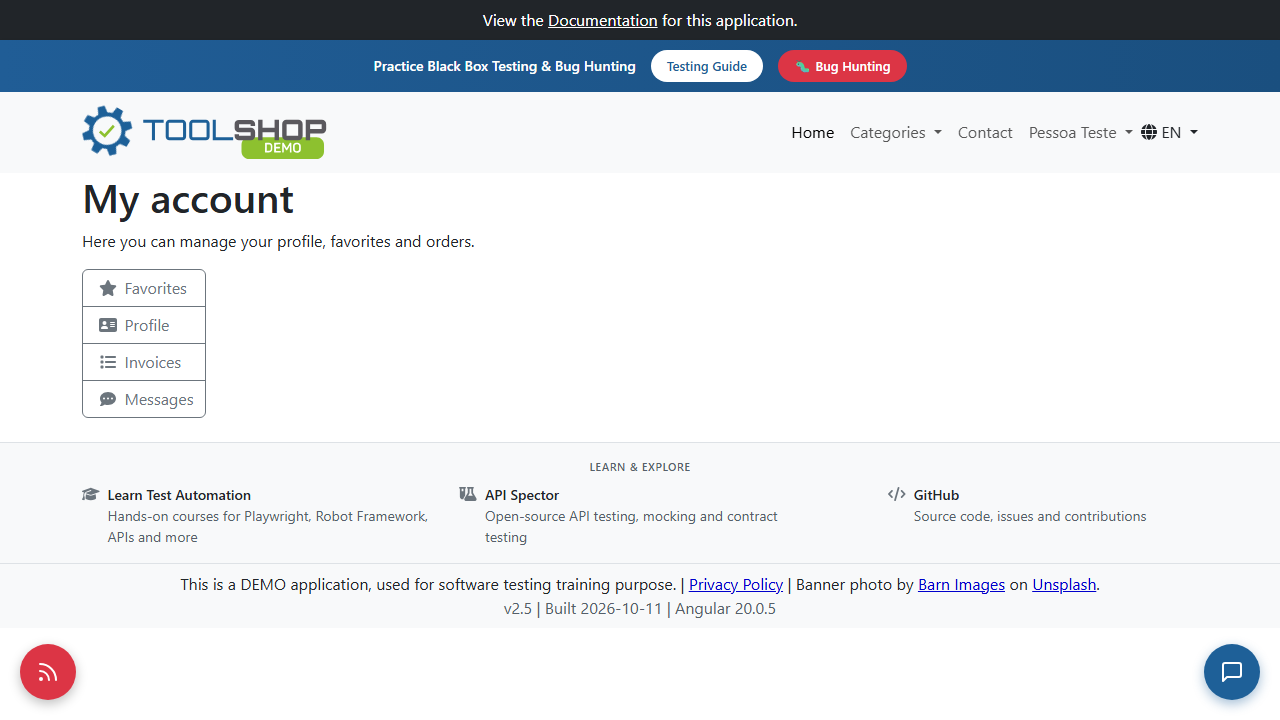 View the Documentation for this application.
Practice Black Box Testing & Bug Hunting
Testing Guide
Bug Hunting
TOOLSHOP
DEMO
Home
Categories
Contact
Pessoa Teste
EN
My account
Here you can manage your profile, favorites and orders.
Favorites
Profile
Invoices
Messages
LEARN & EXPLORE
Learn Test Automation
Hands-on courses for Playwright, Robot Framework,
APIs and more
API Spector
Open-source API testing, mocking and contract
testing
GitHub
Source code, issues and contributions
This is a DEMO application, used for software testing training purpose. | Privacy Policy | Banner photo by Barn Images on Unsplash.
v2.5 | Built 2026-10-11 | Angular 20.0.5